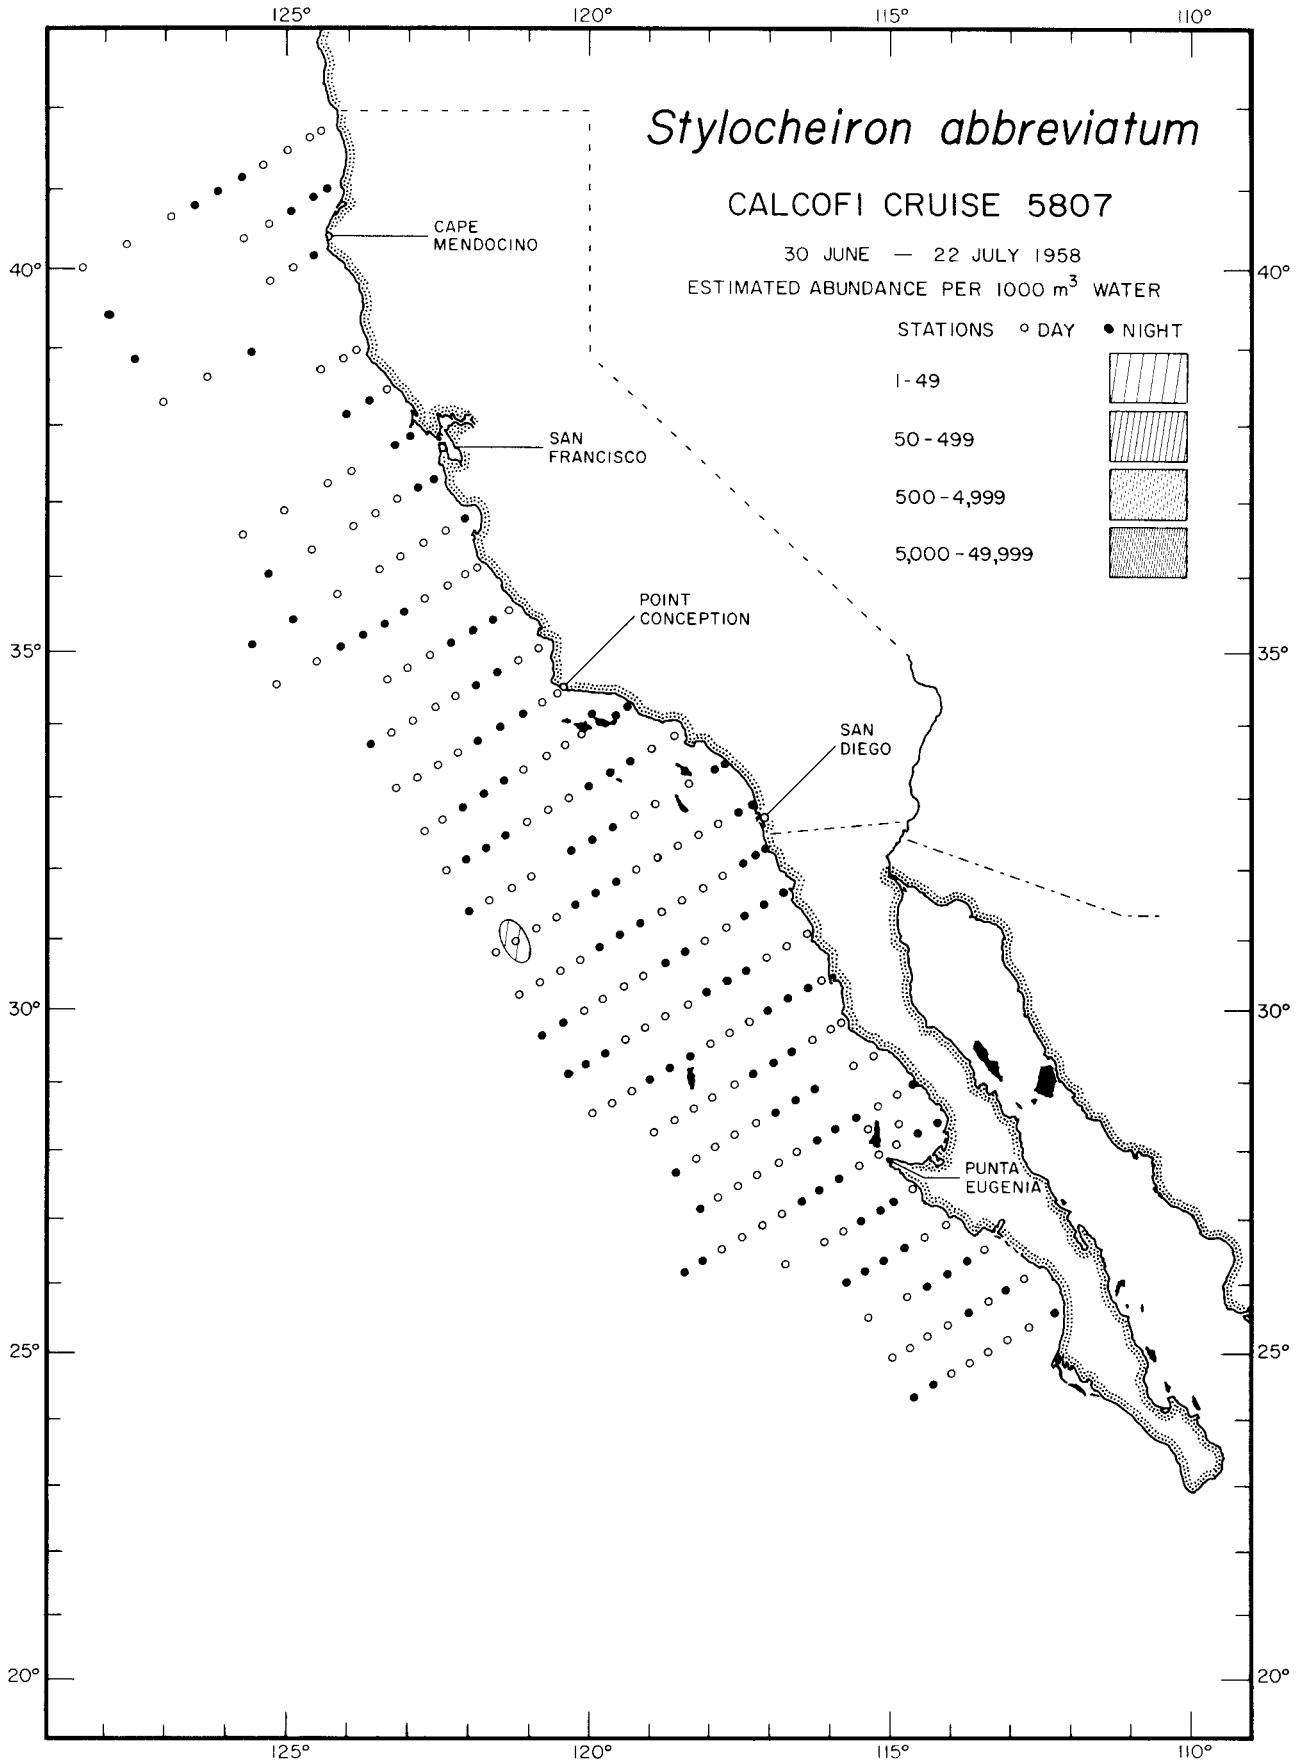 125° 120° 115° 110°
Stylocheiron abbreviatum
CALCOFI CRUISE 5807
30 JUNE — 22 JULY 1958
ESTIMATED ABUNDANCE PER 1000 m³ WATER
STATIONS ○ DAY ● NIGHT
1-49
50-499
500-4,999
5,000-49,999
CAPE
MENDOCINO
40° 40°
SAN
FRANCISCO
POINT
CONCEPTION
35° 35°
SAN
DIEGO
30° 30°
PUNTA
EUGENIA
25° 25°
20° 20°
125° 120° 115° 110°